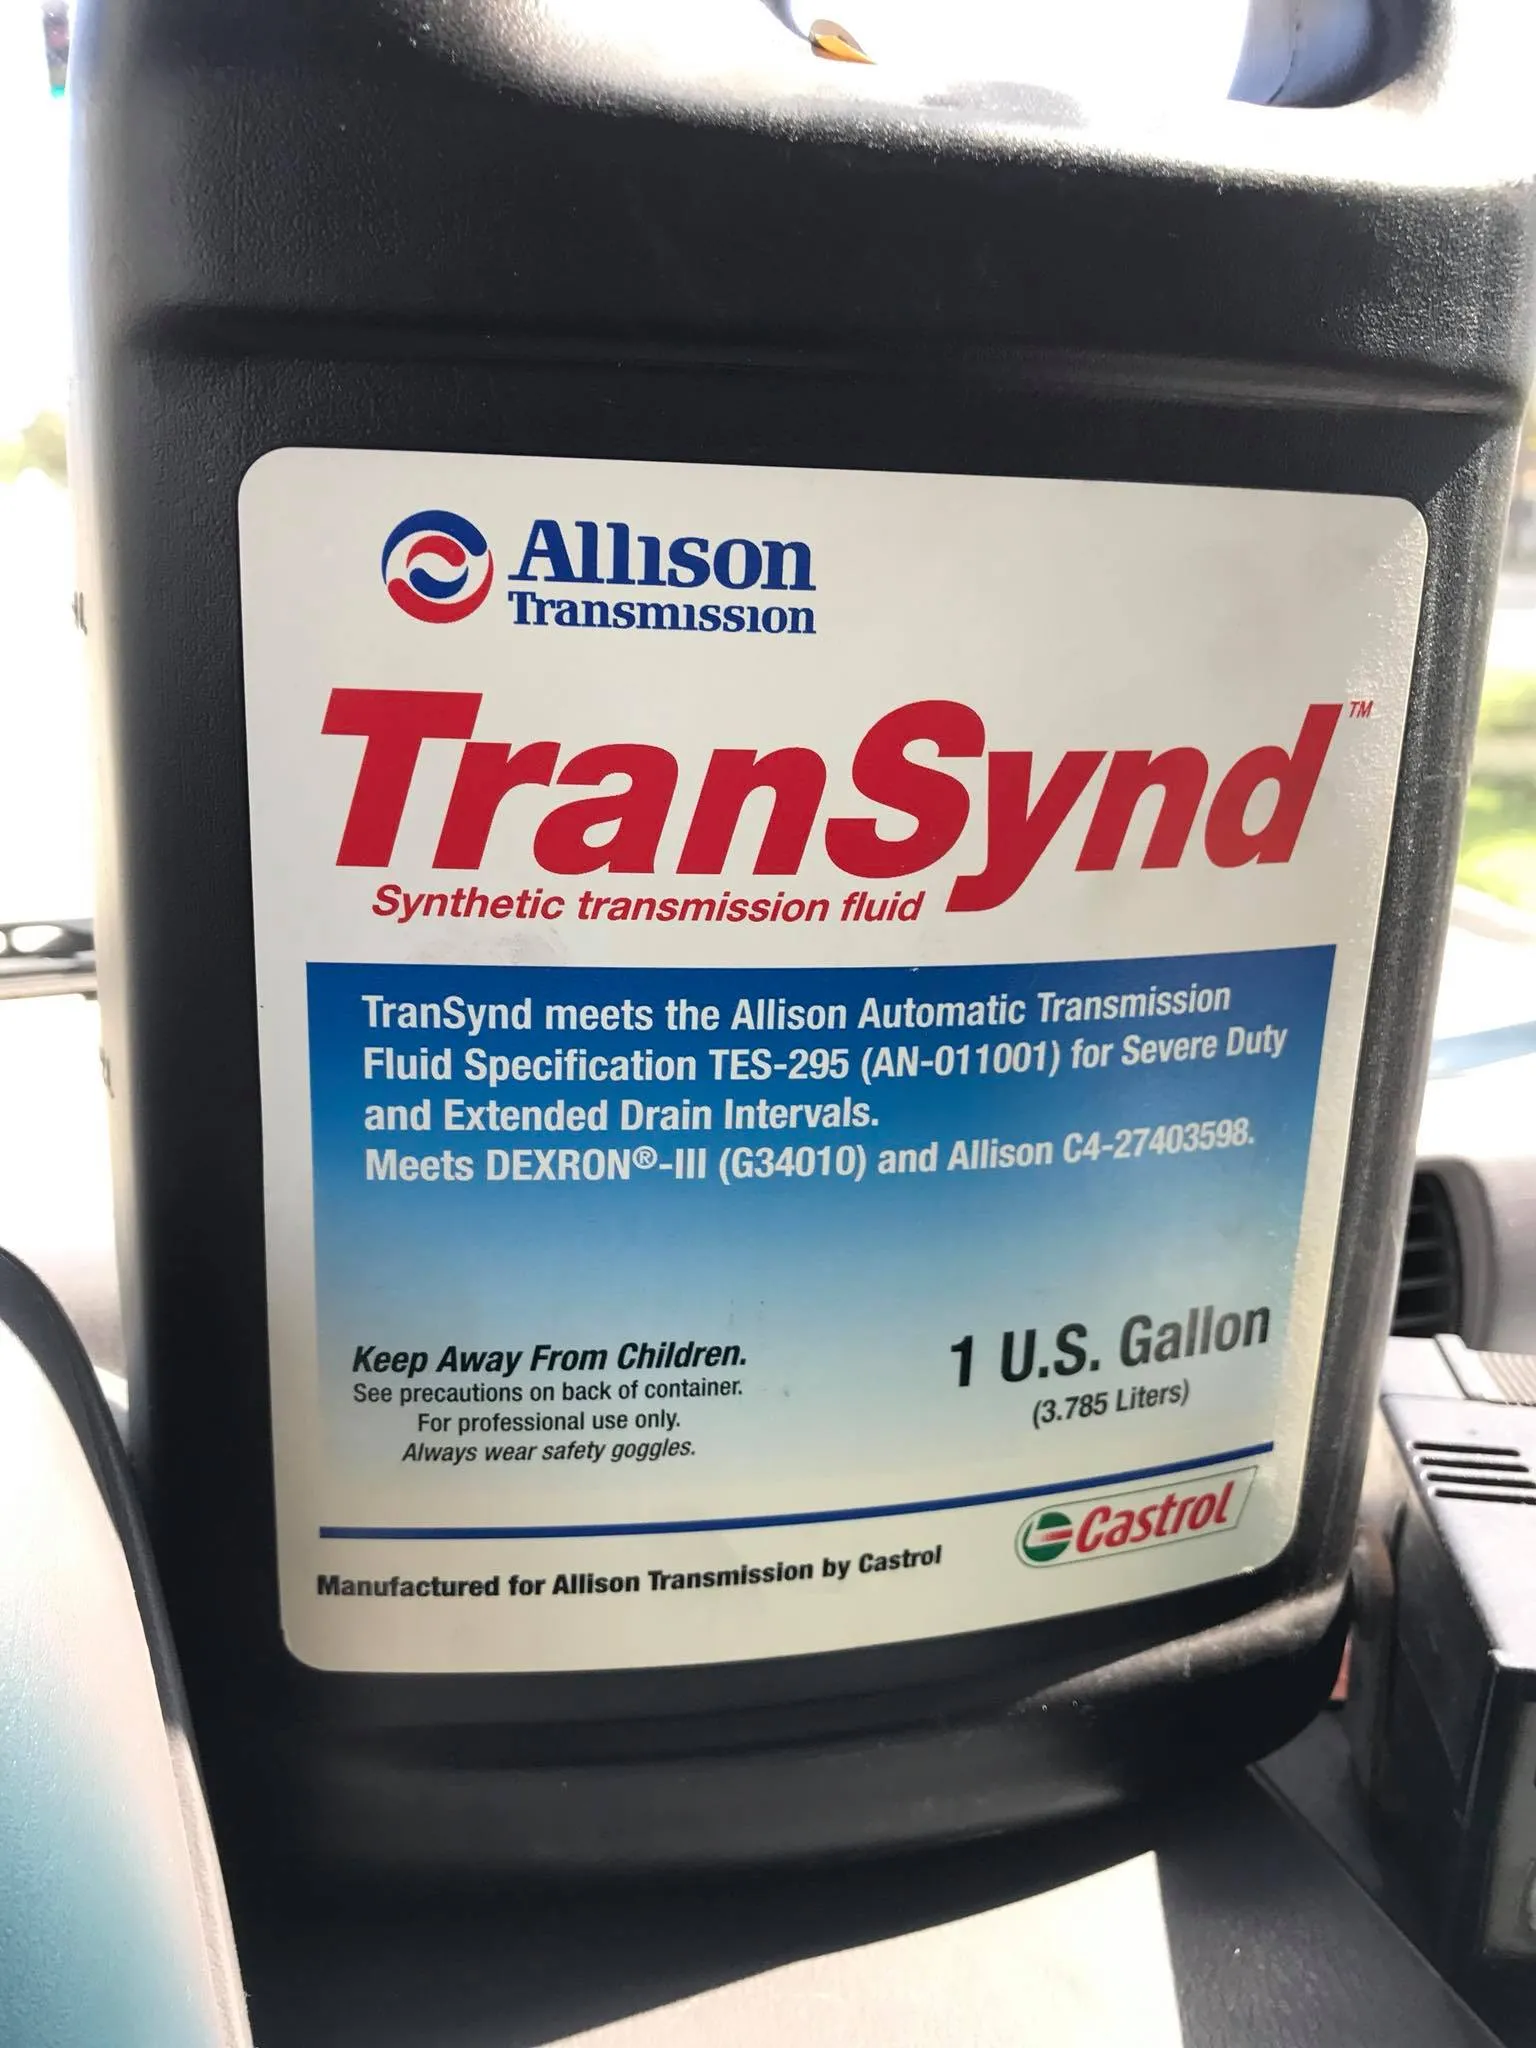 Allison
Transmission
TranSynd™
Synthetic transmission fluid
TranSynd meets the Allison Automatic Transmission
Fluid Specification TES-295 (AN-011001) for Severe Duty
and Extended Drain Intervals.
Meets DEXRON®-III (G34010) and Allison C4-27403598.
Keep Away From Children.
See precautions on back of container.
For professional use only.
Always wear safety goggles.
1 U.S. Gallon
(3.785 Liters)
Castrol
Manufactured for Allison Transmission by Castrol